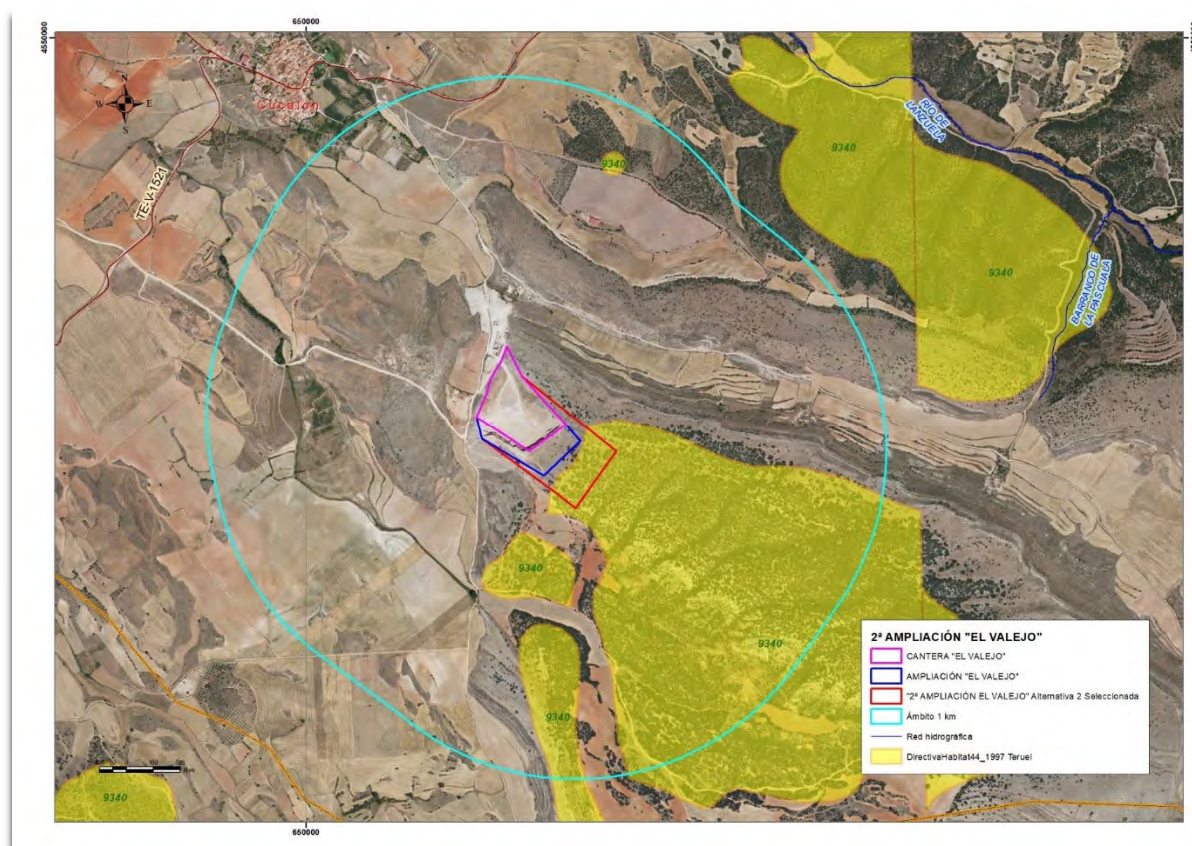 650000
4550000
N
W E
S
Cucalón
TE-V-1521
RÍO DE
LANZUELA
BARRANCO DE
LA PASCUALA
9340
9340
9340
9340
9340
9340
9340
2ª AMPLIACIÓN "EL VALEJO"
CANTERA "EL VALEJO"
AMPLIACIÓN "EL VALEJO"
"2ª AMPLIACIÓN EL VALEJO" Alternativa 2 Seleccionada
Ámbito 1 km
Red hidrográfica
DirectivaHabitat44_1997 Teruel
650000